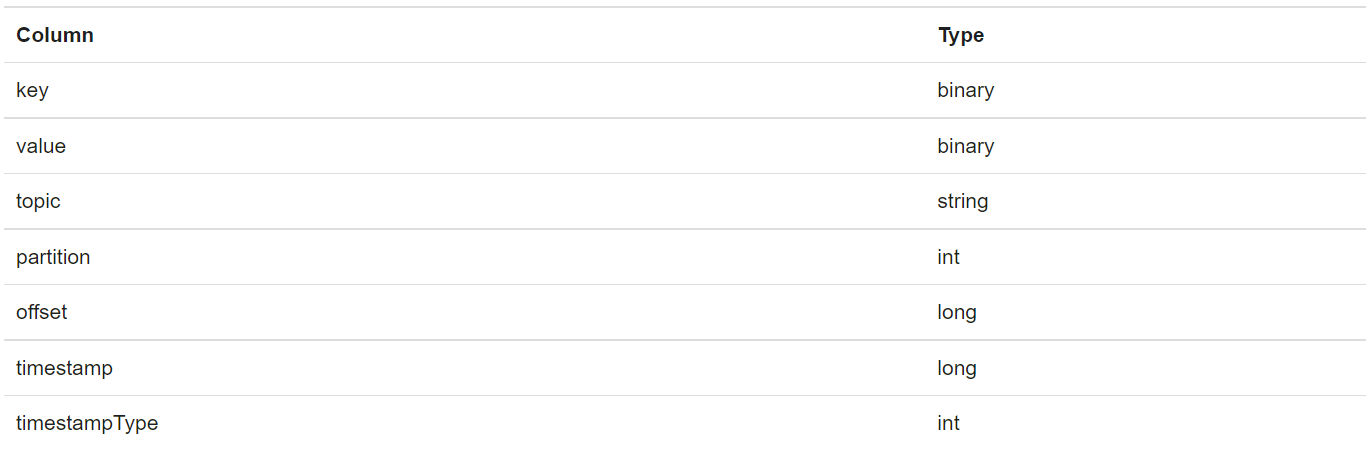 Column Type
key binary
value binary
topic string
partition int
offset long
timestamp long
timestampType int